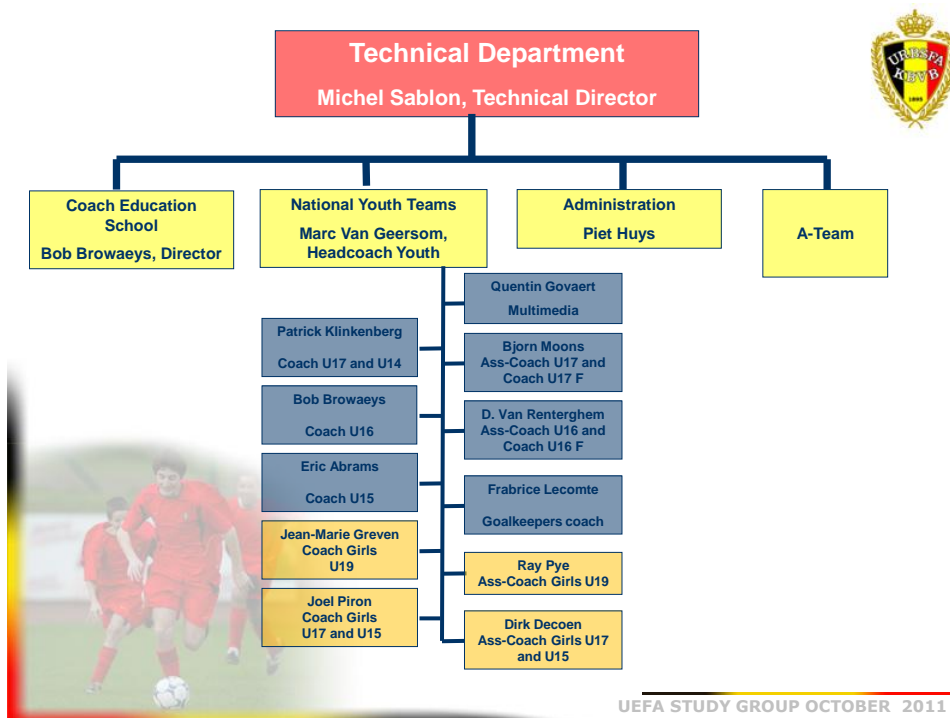 Technical Department
Michel Sablon, Technical Director
URBSFA
KBVB
1895
Coach Education
School
Bob Browaeys, Director
National Youth Teams
Marc Van Geersom,
Headcoach Youth
Administration
Piet Huys
A-Team
Quentin Govaert
Multimedia
Patrick Klinkenberg
Coach U17 and U14
Bjorn Moons
Ass-Coach U17 and
Coach U17 F
Bob Browaeys
Coach U16
D. Van Renterghem
Ass-Coach U16 and
Coach U16 F
Eric Abrams
Coach U15
Frabrice Lecomte
Goalkeepers coach
Jean-Marie Greven
Coach Girls
U19
Ray Pye
Ass-Coach Girls U19
Joel Piron
Coach Girls
U17 and U15
Dirk Decoen
Ass-Coach Girls U17
and U15
UEFA STUDY GROUP OCTOBER 2011